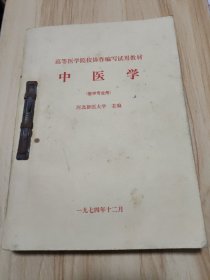 高等医学院校协作编写试用教材
中医学
(医学专业用)
河北新医大学 主编
一九七四年十二月